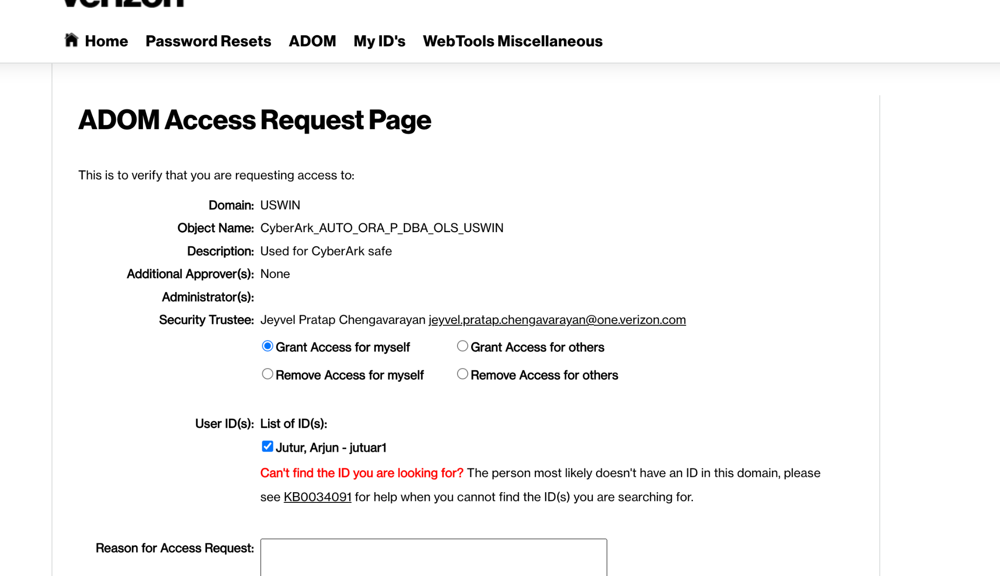 verizon
Home Password Resets ADOM My ID's WebTools Miscellaneous
ADOM Access Request Page
This is to verify that you are requesting access to:
Domain: USWIN
Object Name: CyberArk_AUTO_ORA_P_DBA_OLS_USWIN
Description: Used for CyberArk safe
Additional Approver(s): None
Administrator(s):
Security Trustee: Jeyvel Pratap Chengavarayan jeyvel.pratap.chengavarayan@one.verizon.com
Grant Access for myself Grant Access for others
Remove Access for myself Remove Access for others
User ID(s): List of ID(s):
Jutur, Arjun - jutuar1
Can't find the ID you are looking for? The person most likely doesn't have an ID in this domain, please
see KB0034091 for help when you cannot find the ID(s) you are searching for.
Reason for Access Request: